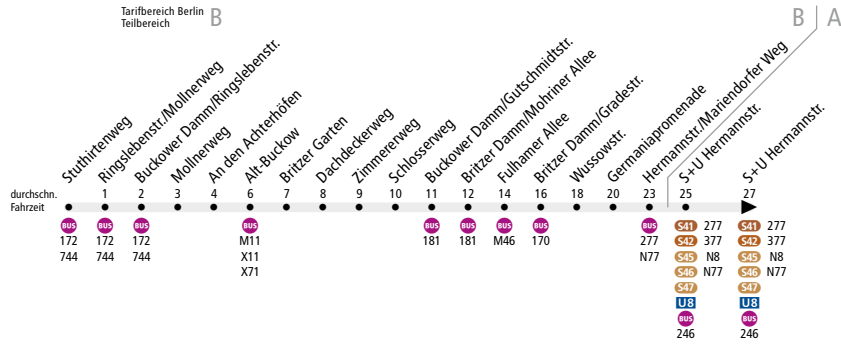 Tarifbereich Berlin B
Teilbereich
B A
Stuthirtenweg
Ringslebenstr./Mollnerweg
Buckower Damm/Ringslebenstr.
Mollnerweg
An den Achterhöfen
Alt-Buckow
Britzer Garten
Dachdeckerweg
Zimmererweg
Schlosserweg
Buckower Damm/Gutschmidtstr.
Britzer Damm/Mohriner Allee
Fulhamer Allee
Britzer Damm/Gradestr.
Wussowstr.
Germaniapromenade
Hermannstr./Mariendorfer Weg
S+U Hermannstr.
S+U Hermannstr.
durchschn. 1 2 3 4 6 7 8 9 10 11 12 14 16 18 20 23 25 27
Fahrzeit
BUS BUS BUS BUS BUS BUS BUS BUS BUS S41 277 S41 277
172 172 172 M11 181 181 M46 170 277 S42 377 S42 377
744 744 744 X11 N77 S45 N8 S45 N8
X71 S46 N77 S46 N77
S47 S47
U8 U8
BUS BUS
246 246